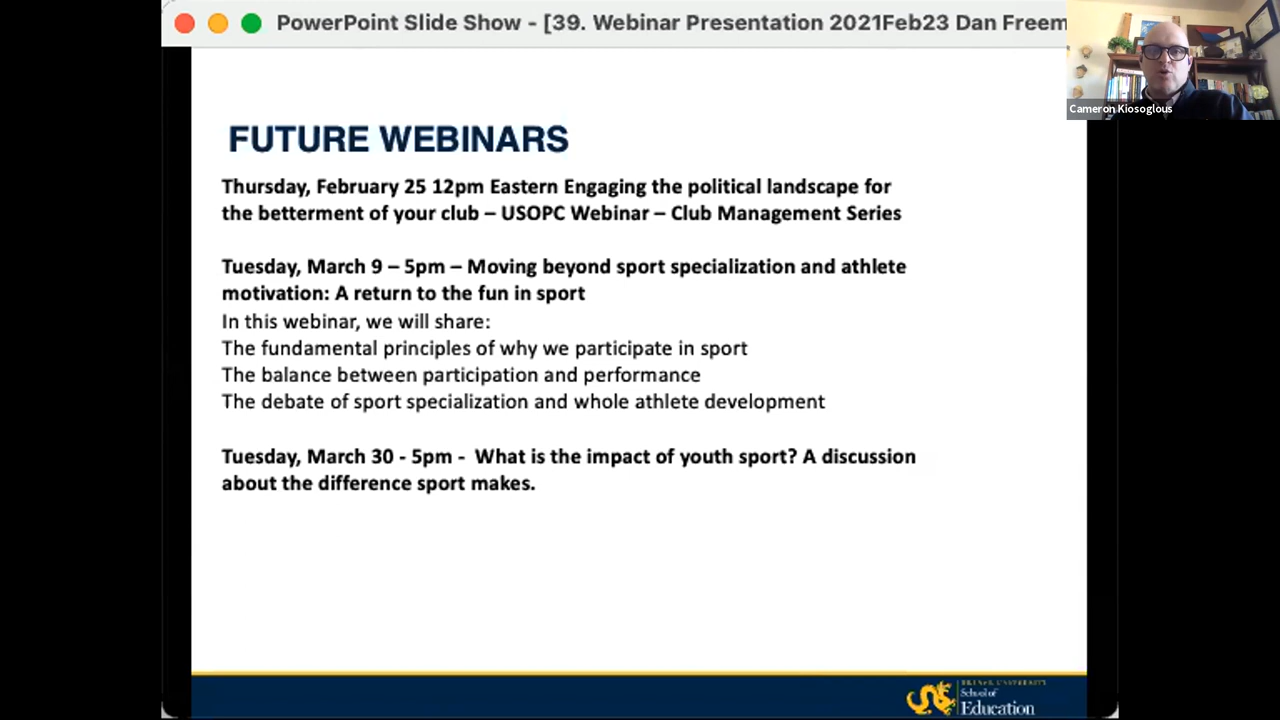 PowerPoint Slide Show - [39. Webinar Presentation 2021Feb23 Dan Freem
Cameron Kiosoglous
FUTURE WEBINARS
Thursday, February 25 12pm Eastern Engaging the political landscape for
the betterment of your club – USOPC Webinar – Club Management Series
Tuesday, March 9 – 5pm – Moving beyond sport specialization and athlete
motivation: A return to the fun in sport
In this webinar, we will share:
The fundamental principles of why we participate in sport
The balance between participation and performance
The debate of sport specialization and whole athlete development
Tuesday, March 30 - 5pm -  What is the impact of youth sport? A discussion
about the difference sport makes.
DREXEL UNIVERSITY
School of
Education